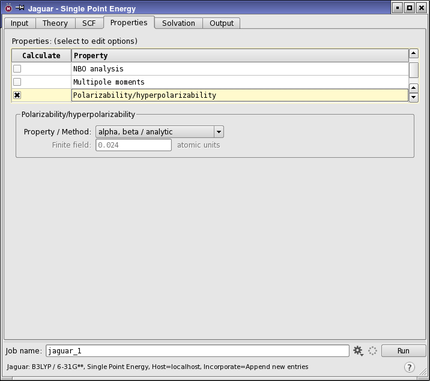 Jaguar - Single Point Energy
Input Theory SCF Properties Solvation Output
Properties: (select to edit options)
Calculate Property
NBO analysis
Multipole moments
Polarizability/hyperpolarizability
Polarizability/hyperpolarizability
Property / Method: alpha, beta / analytic
Finite field: 0.024 atomic units
Job name: jaguar_1 Run
Jaguar: B3LYP / 6-31G**, Single Point Energy, Host=localhost, Incorporate=Append new entries ?